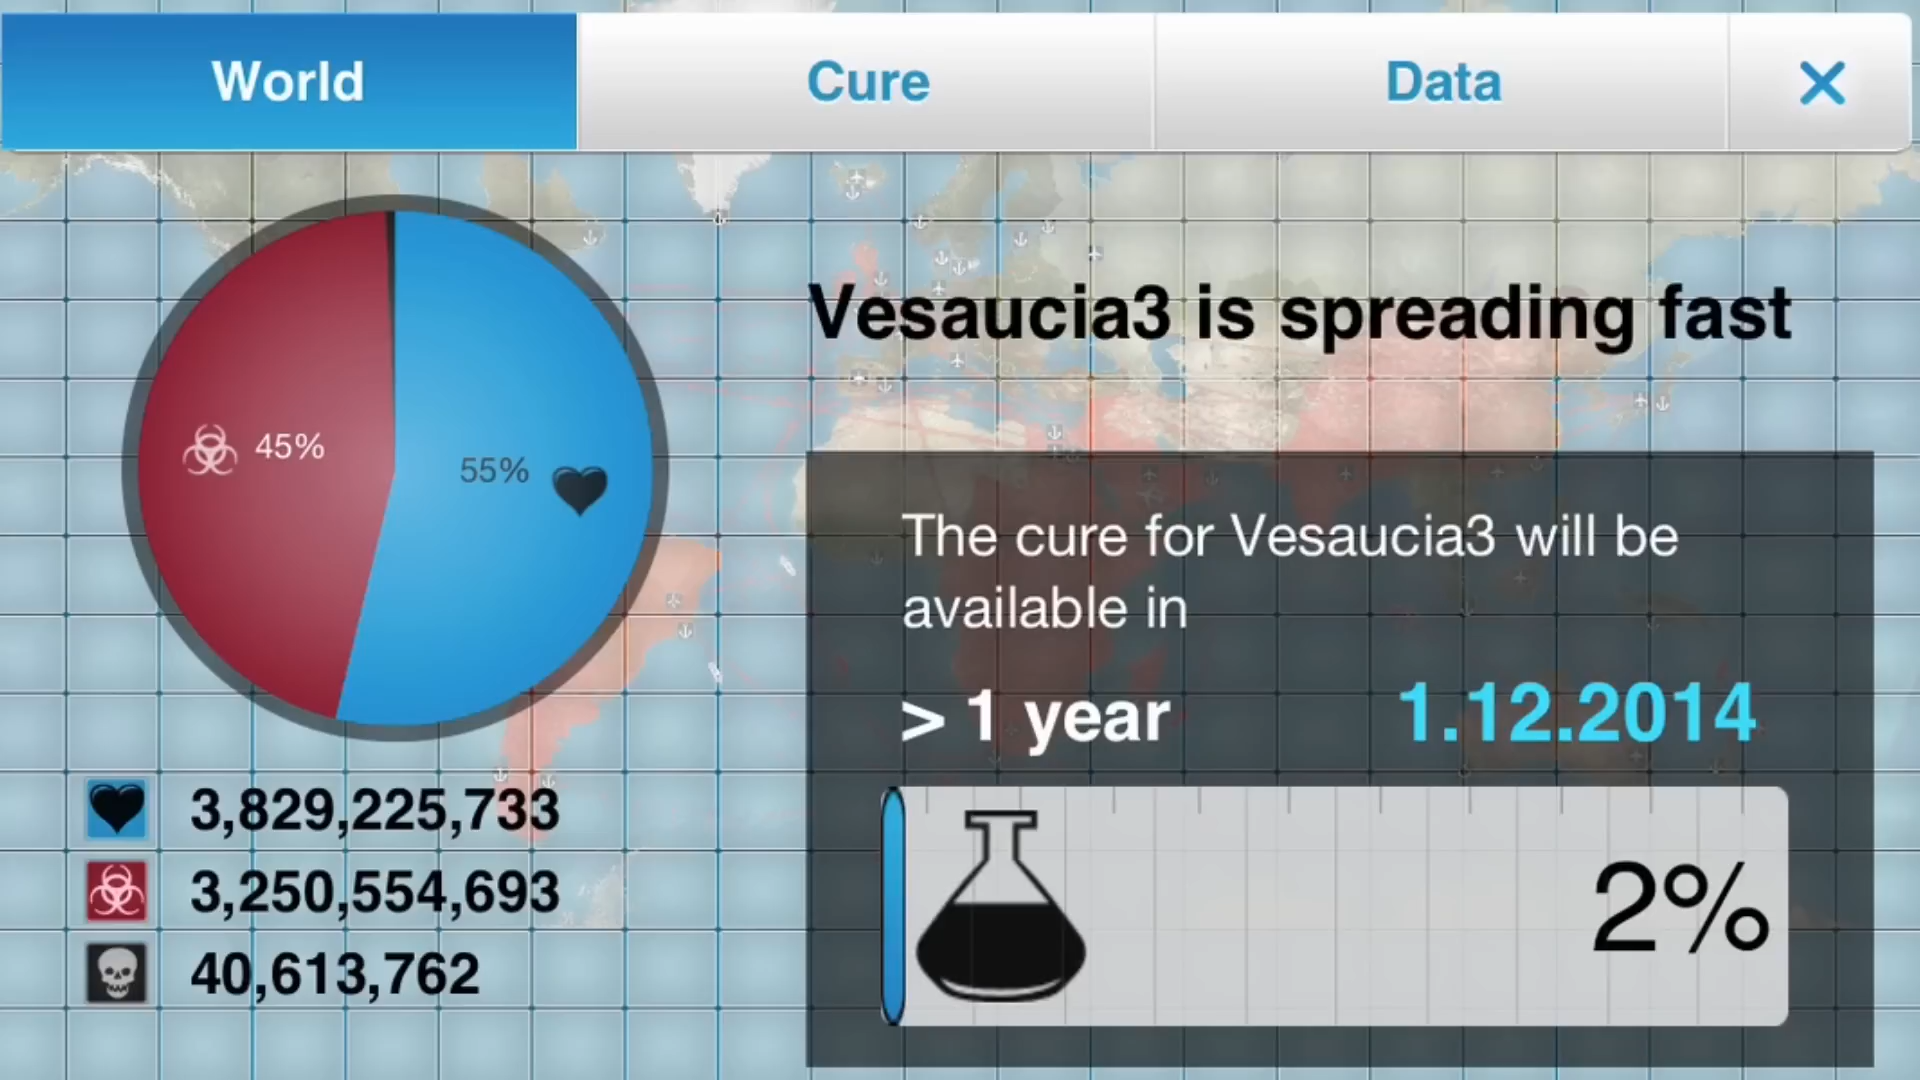 World
Cure
Data
45%
55%
3,829,225,733
3,250,554,693
40,613,762
Vesaucia3 is spreading fast
The cure for Vesaucia3 will be
available in
> 1 year
1.12.2014
2%